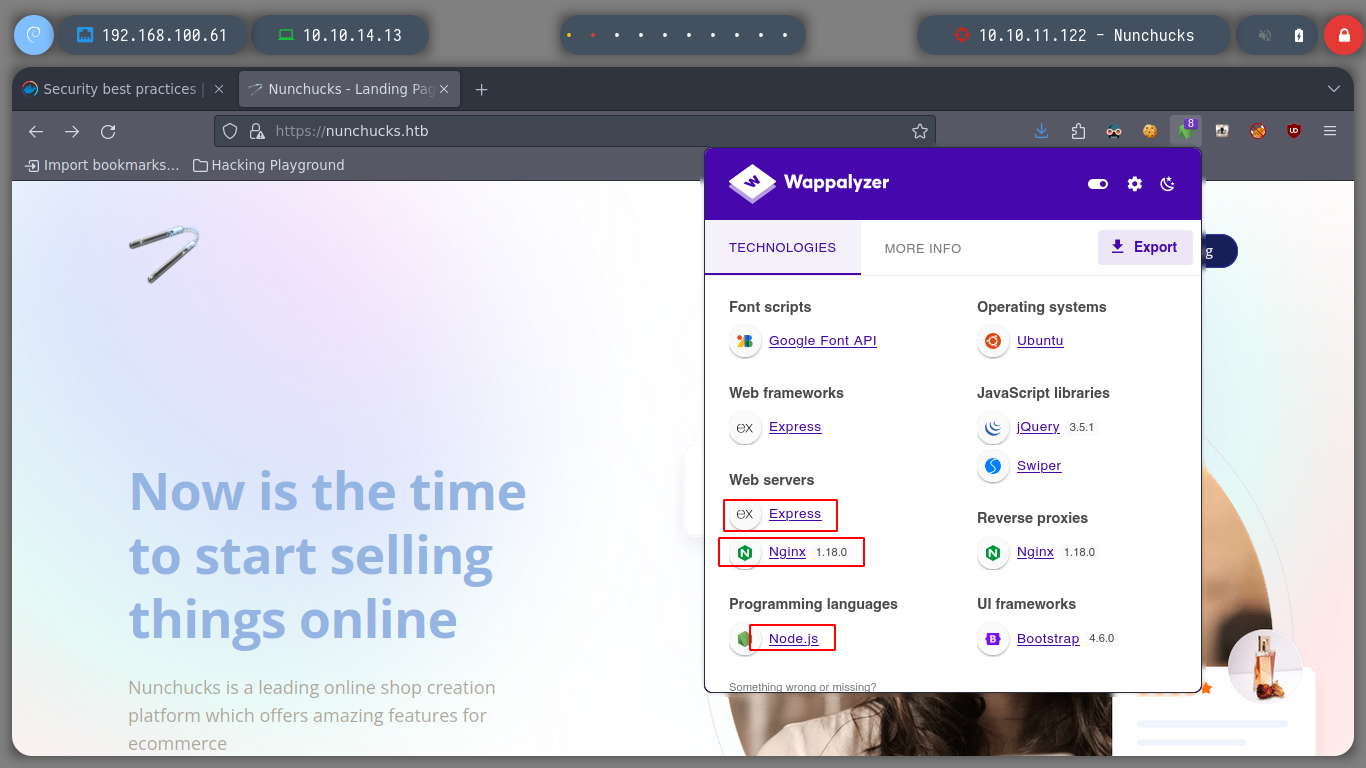 192.168.100.61
10.10.14.13
10.10.11.122 - Nunchucks
Security best practices |
Nunchucks - Landing Pag
https://nunchucks.htb
8
Import bookmarks...
Hacking Playground
Wappalyzer
TECHNOLOGIES
MORE INFO
Export
g
Font scripts
Google Font API
Web frameworks
Express
Web servers
Express
Nginx 1.18.0
Programming languages
Node.js
Something wrong or missing?
Operating systems
Ubuntu
JavaScript libraries
jQuery 3.5.1
Swiper
Reverse proxies
Nginx 1.18.0
UI frameworks
Bootstrap 4.6.0
Now is the time
to start selling
things online
Nunchucks is a leading online shop creation
platform which offers amazing features for
ecommerce